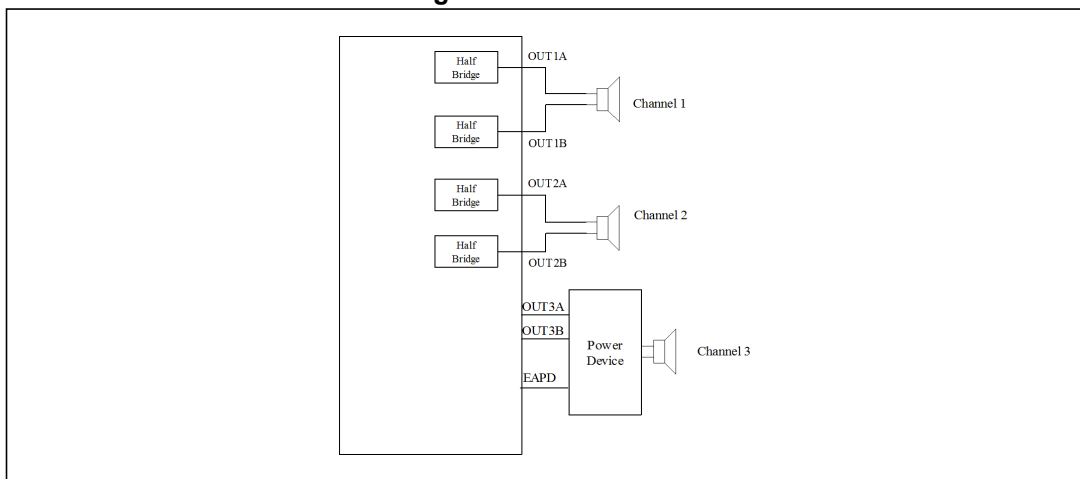 Half
Bridge
OUT1A
Channel 1
Half
Bridge
OUT1B
Half
Bridge
OUT2A
Channel 2
Half
Bridge
OUT2B
OUT3A
OUT3B
EAPD
Power
Device
Channel 3